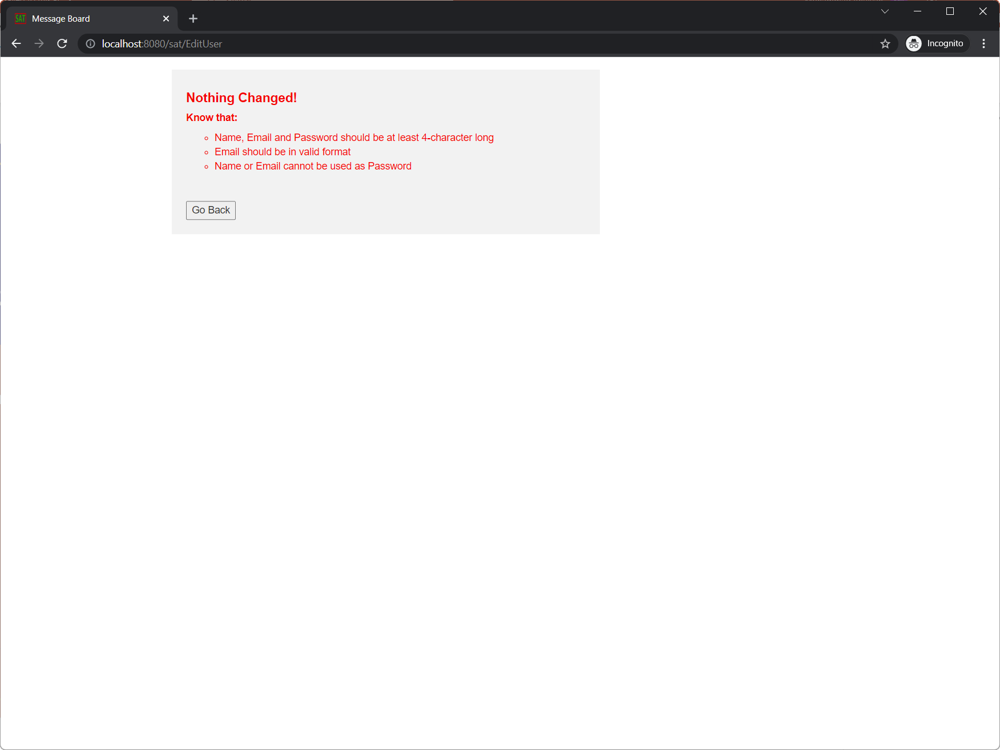 SAT Message Board
localhost:8080/sat/EditUser
Incognito
Nothing Changed!
Know that:
Name, Email and Password should be at least 4-character long
Email should be in valid format
Name or Email cannot be used as Password
Go Back